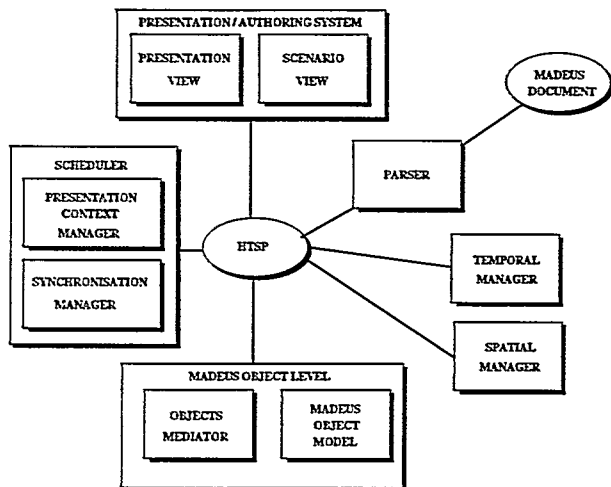 PRESENTATION / AUTHORING SYSTEM
PRESENTATION
VIEW
SCENARIO
VIEW
MADEUS
DOCUMENT
SCHEDULER
PRESENTATION
CONTEXT
MANAGER
SYNCHRONISATION
MANAGER
PARSER
HTSP
TEMPORAL
MANAGER
SPATIAL
MANAGER
MADEUS OBJECT LEVEL
OBJECTS
MEDIATOR
MADEUS
OBJECT
MODEL